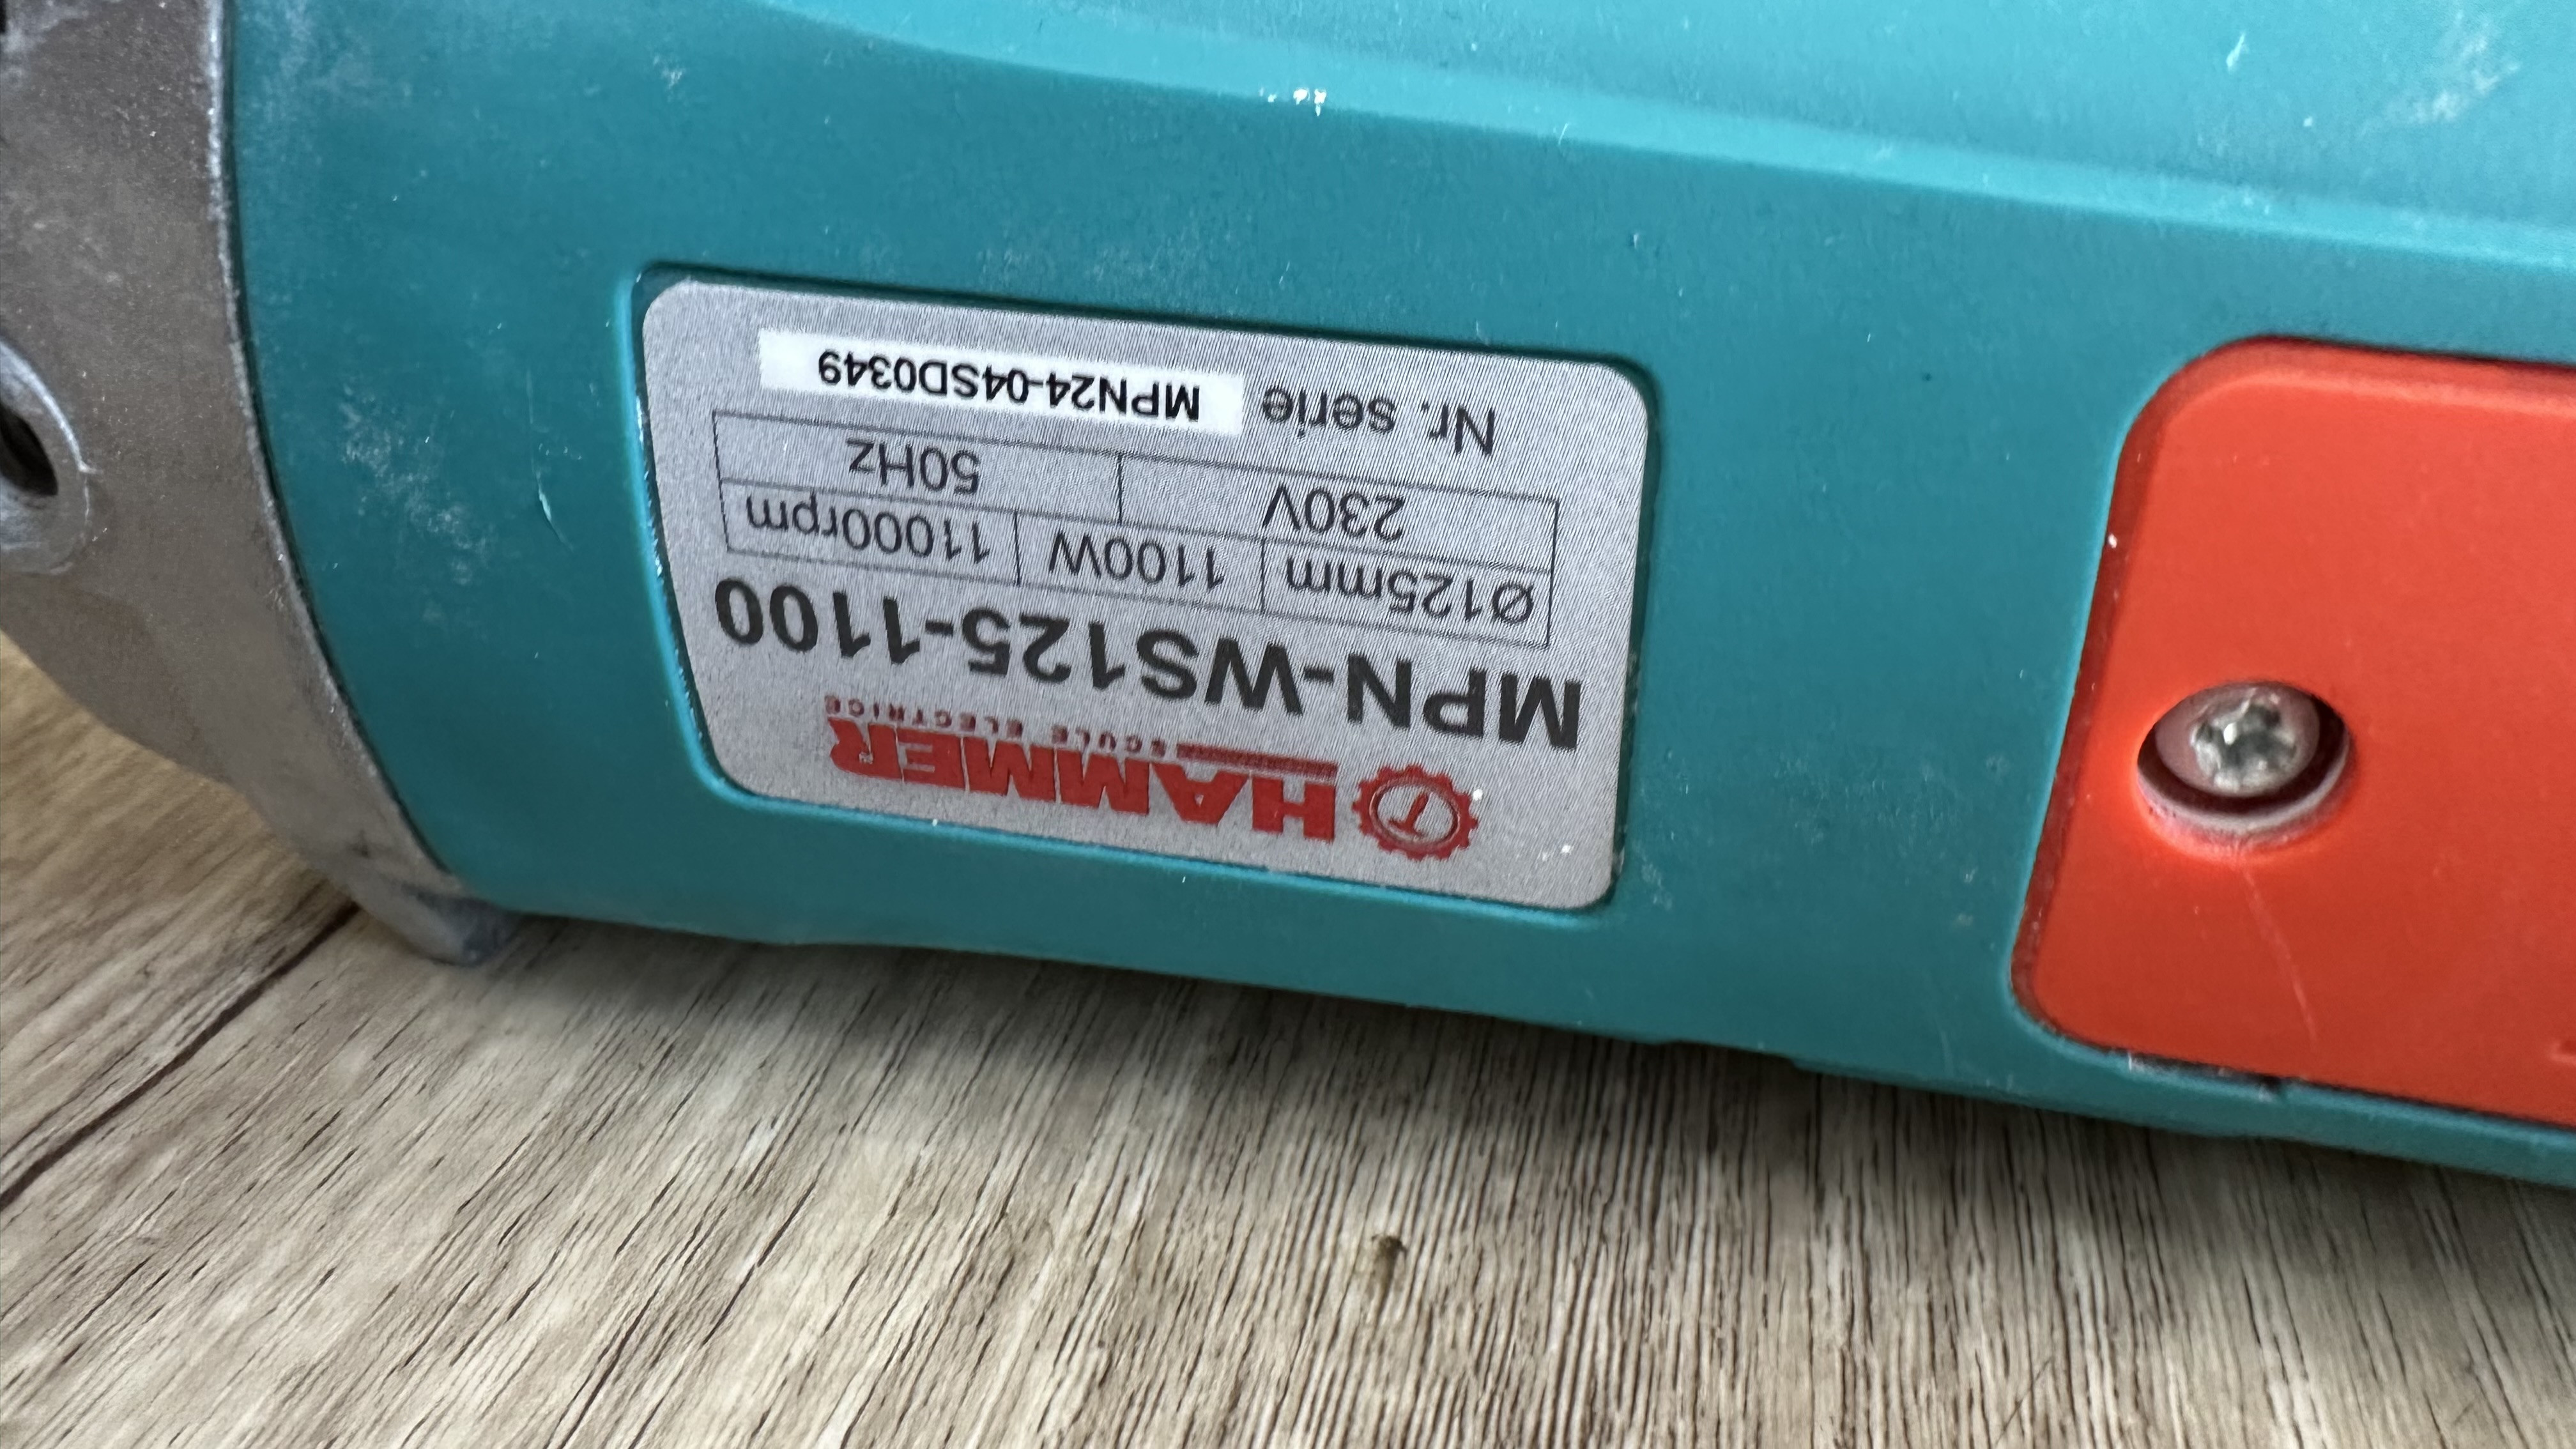 HAMMER
SCULE ELECTRICE
MPN-WS125-1100
Ø125mm 1100W 11000rpm
230V 50Hz
Nr. serie MPN24-04SD0349